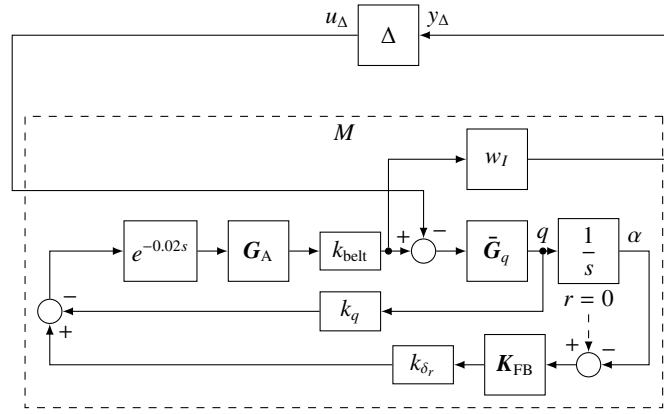 u_Δ
Δ
y_Δ
M
w_I
−
e^{−0.02s}
G_A
k_belt
+
Ḡ_q
q
1/s
α
−
k_q
r = 0
+
k_{δ_r}
K_FB
+
−